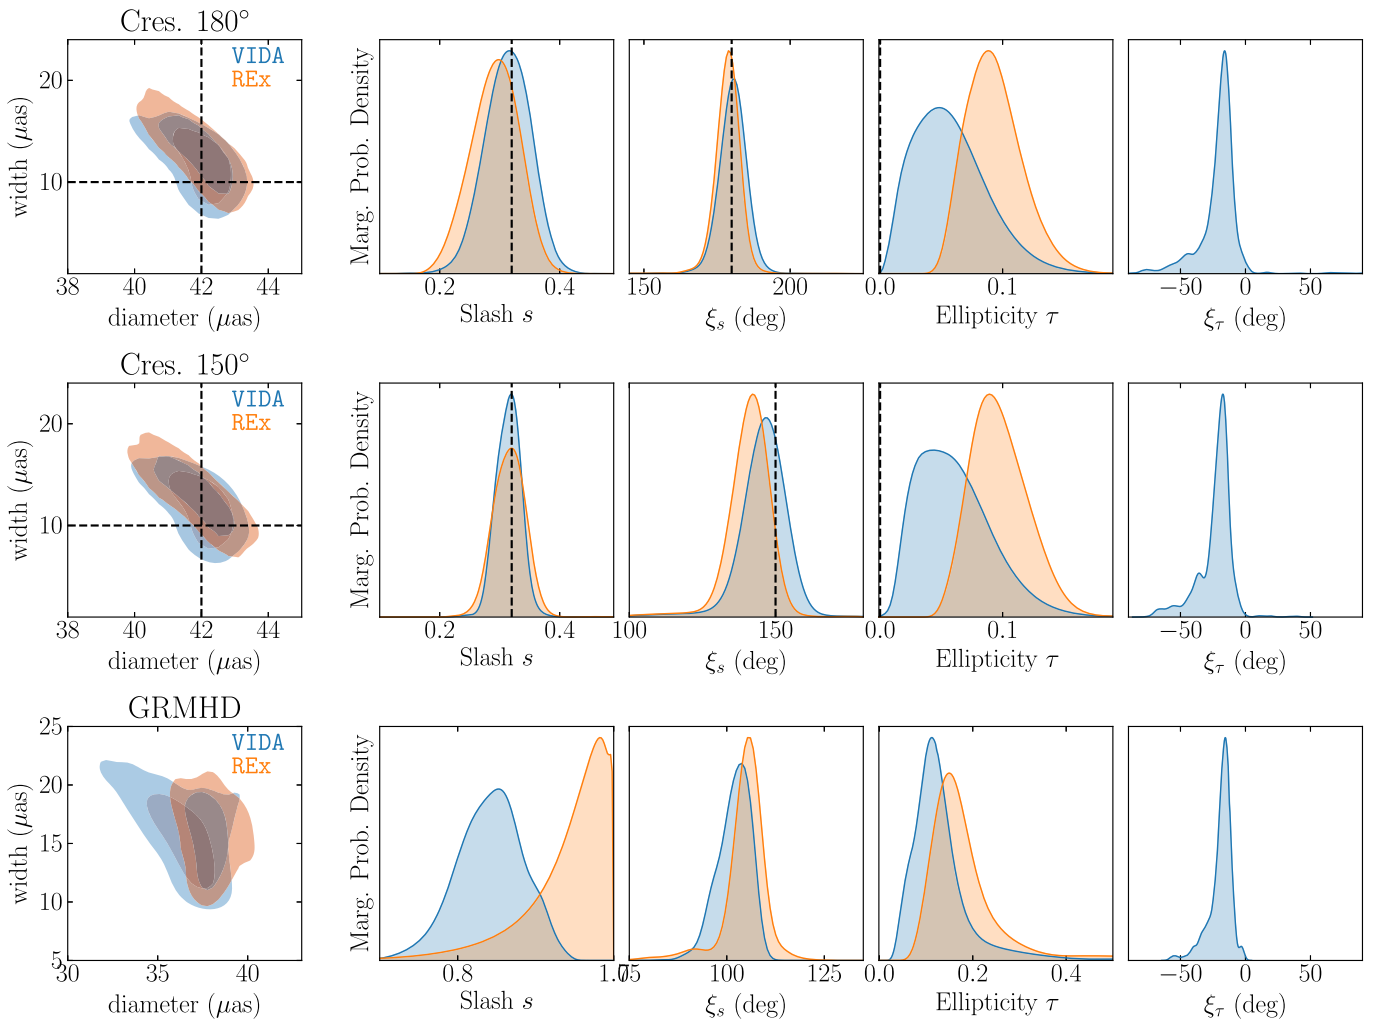 Cres. 180°
VIDA
REx
20
10
width (μas)
38 40 42 44
diameter (μas)
Marg. Prob. Density
0.2 0.4
Slash s
150 200
ξs (deg)
0.0 0.1
Ellipticity τ
−50 0 50
ξτ (deg)
Cres. 150°
VIDA
REx
20
10
width (μas)
38 40 42 44
diameter (μas)
Marg. Prob. Density
0.2 0.4
Slash s
100 150
ξs (deg)
0.0 0.1
Ellipticity τ
−50 0 50
ξτ (deg)
GRMHD
VIDA
REx
25
20
15
10
5
width (μas)
30 35 40
diameter (μas)
Marg. Prob. Density
0.8 1.0
Slash s
75 100 125
ξs (deg)
0.0 0.2 0.4
Ellipticity τ
−50 0 50
ξτ (deg)